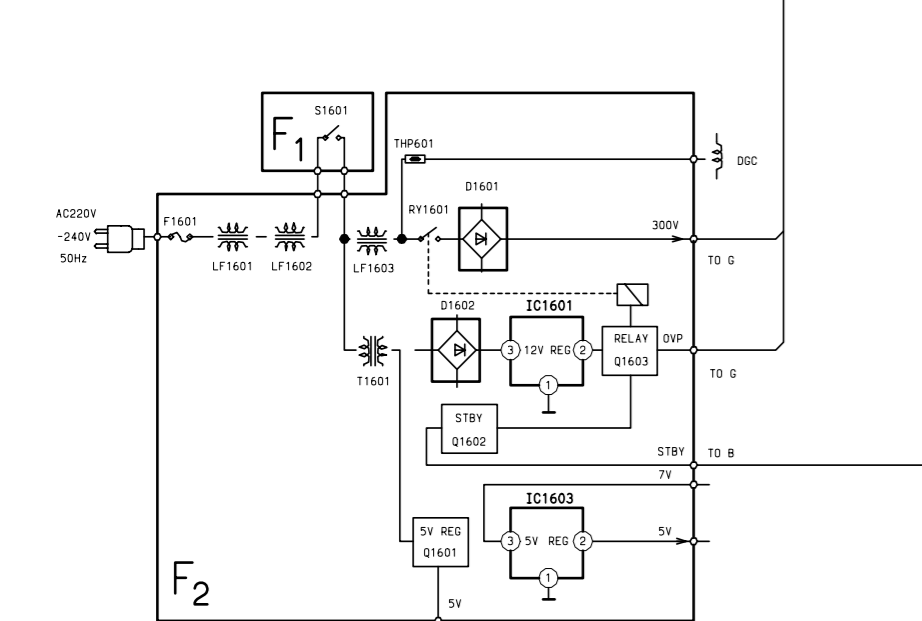 S1601
F1
THP601
DGC
D1601
AC220V
-240V
50Hz
F1601
RY1601
300V
LF1601
LF1602
LF1603
TO G
D1602
IC1601
3 12V REG 2
1
RELAY
Q1603
OVP
T1601
TO G
STBY
Q1602
STBY
TO B
7V
IC1603
5V REG
Q1601
3 5V REG 2
1
5V
F2
5V